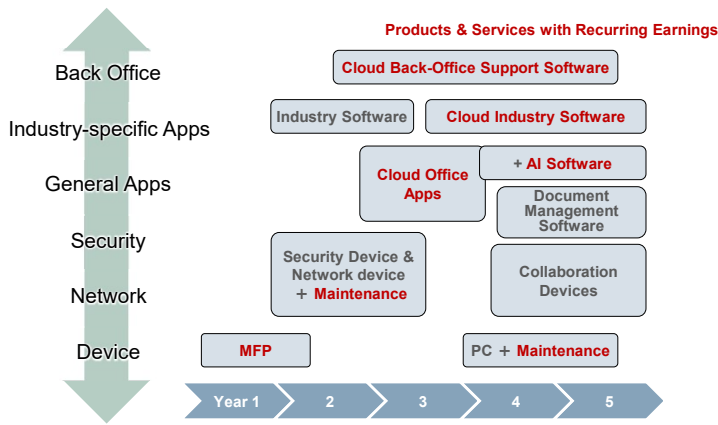 Products & Services with Recurring Earnings
Back Office
Cloud Back-Office Support Software
Industry-specific Apps
Industry Software
Cloud Industry Software
General Apps
Cloud Office
Apps
+ AI Software
Document
Management
Software
Security
Security Device &
Network device
+ Maintenance
Collaboration
Devices
Network
Device
MFP
PC + Maintenance
Year 1
2
3
4
5